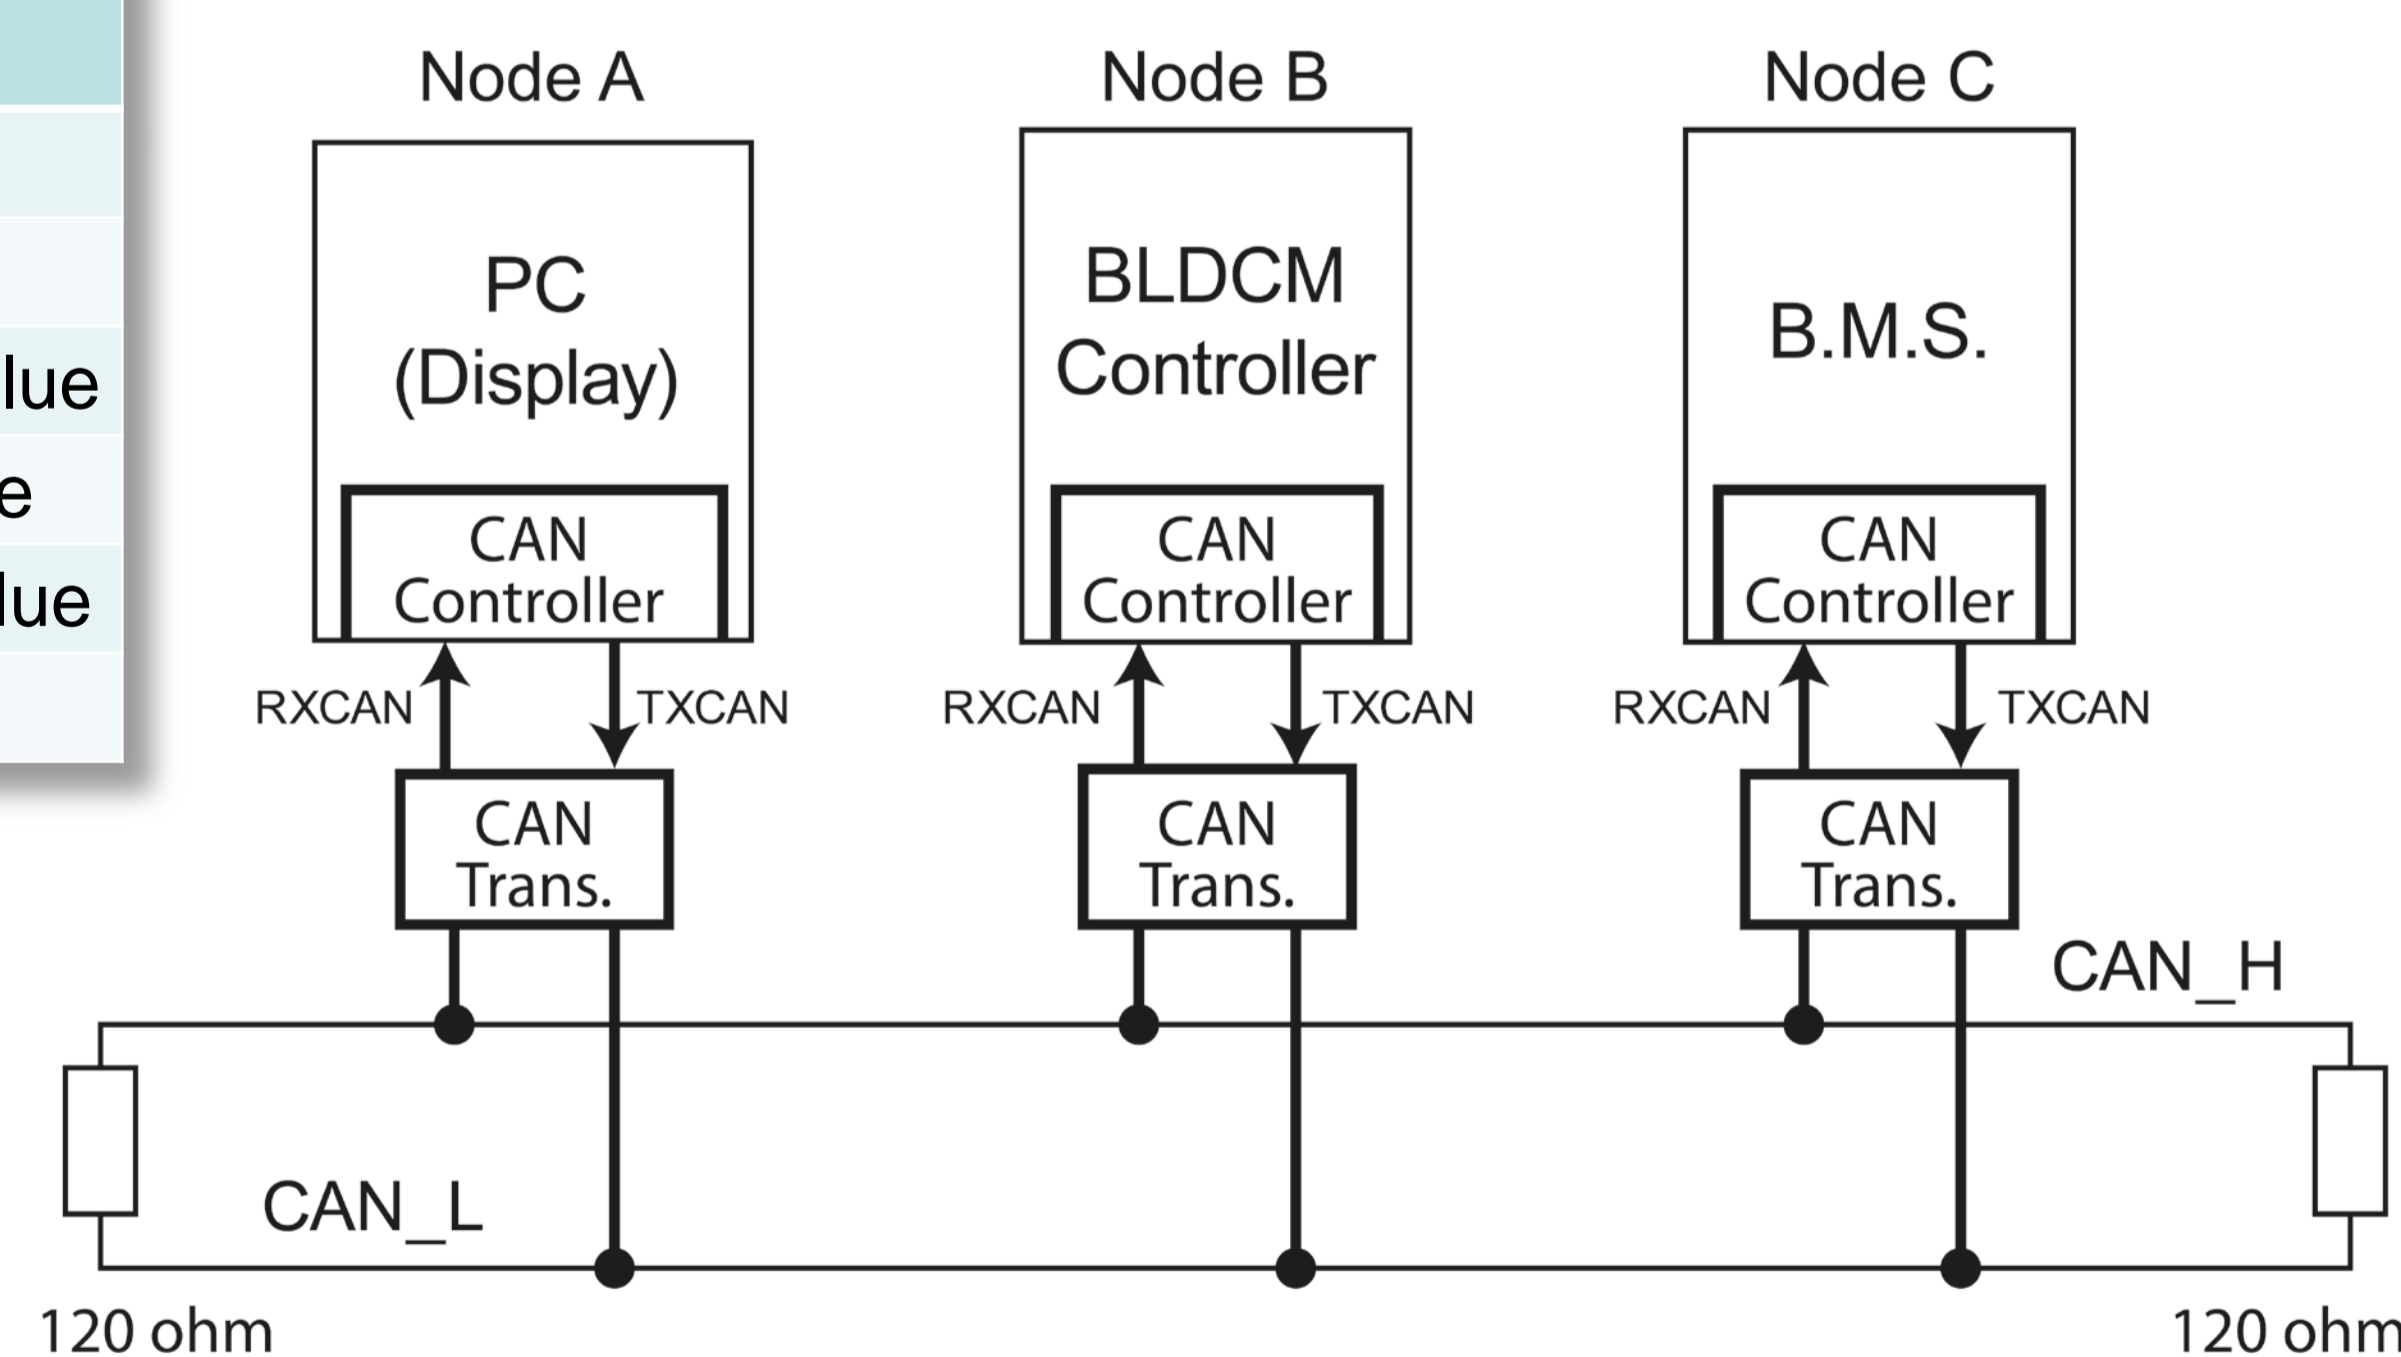 lue
e
lue
Node A
Node B
Node C
PC
(Display)
BLDCM
Controller
B.M.S.
CAN
Controller
CAN
Controller
CAN
Controller
RXCAN
TXCAN
RXCAN
TXCAN
RXCAN
TXCAN
CAN
Trans.
CAN
Trans.
CAN
Trans.
CAN_H
CAN_L
120 ohm
120 ohm